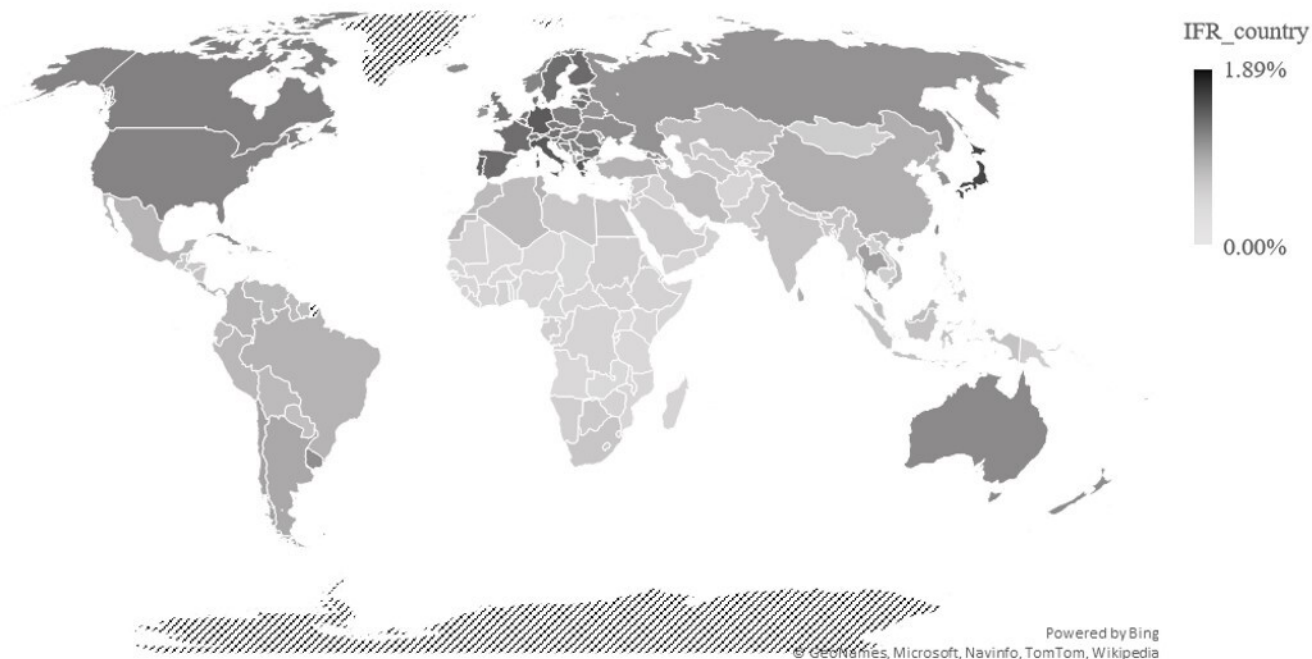 IFR_country
1.89%
0.00%
Powered by Bing
© GeoNames, Microsoft, Navinfo, TomTom, Wikipedia